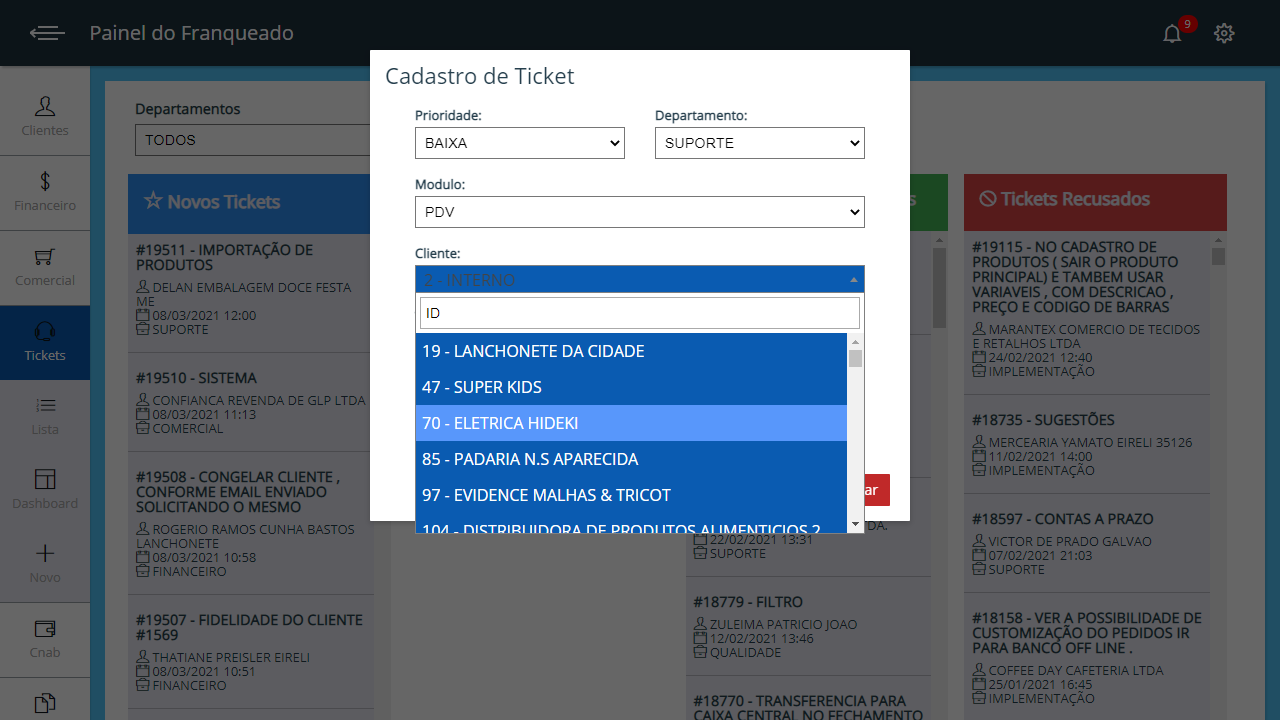 Painel do Franqueado
9
Clientes
Financeiro
Comercial
Tickets
Lista
Dashboard
Novo
Cnab
Departamentos
TODOS
Novos Tickets
#19511 - IMPORTAÇÃO DE
PRODUTOS
DELAN EMBALAGEM DOCE FESTA
ME
08/03/2021 12:00
SUPORTE
#19510 - SISTEMA
CONFIANCA REVENDA DE GLP LTDA
08/03/2021 11:13
COMERCIAL
#19508 - CONGELAR CLIENTE ,
CONFORME EMAIL ENVIADO
SOLICITANDO O MESMO
ROGERIO RAMOS CUNHA BASTOS
LANCHONETE
08/03/2021 10:58
FINANCEIRO
#19507 - FIDELIDADE DO CLIENTE
#1569
THATIANE PREISLER EIRELI
08/03/2021 10:51
FINANCEIRO
Cadastro de Ticket
Prioridade:
BAIXA
Departamento:
SUPORTE
Modulo:
PDV
Cliente:
2 - INTERNO
ID
19 - LANCHONETE DA CIDADE
47 - SUPER KIDS
70 - ELETRICA HIDEKI
85 - PADARIA N.S APARECIDA
97 - EVIDENCE MALHAS & TRICOT
104 - DISTRIBUIDORA DE PRODUTOS ALIMENTICIOS 2
ar
s
DA.
22/02/2021 13:31
SUPORTE
#18779 - FILTRO
ZULEIMA PATRICIO JOAO
12/02/2021 13:46
QUALIDADE
#18770 - TRANSFERENCIA PARA
CAIXA CENTRAL NO FECHAMENTO
Tickets Recusados
#19115 - NO CADASTRO DE
PRODUTOS ( SAIR O PRODUTO
PRINCIPAL) E TAMBEM USAR
VARIAVEIS , COM DESCRICAO ,
PREÇO E CODIGO DE BARRAS
MARANTEX COMERCIO DE TECIDOS
E RETALHOS LTDA
24/02/2021 12:40
IMPLEMENTAÇÃO
#18735 - SUGESTÕES
MERCEARIA YAMATO EIRELI 35126
11/02/2021 14:00
IMPLEMENTAÇÃO
#18597 - CONTAS A PRAZO
VICTOR DE PRADO GALVAO
07/02/2021 21:03
SUPORTE
#18158 - VER A POSSIBILIDADE DE
CUSTOMIZAÇÃO DO PEDIDOS IR
PARA BANCO OFF LINE .
COFFEE DAY CAFETERIA LTDA
25/01/2021 16:45
IMPLEMENTAÇÃO